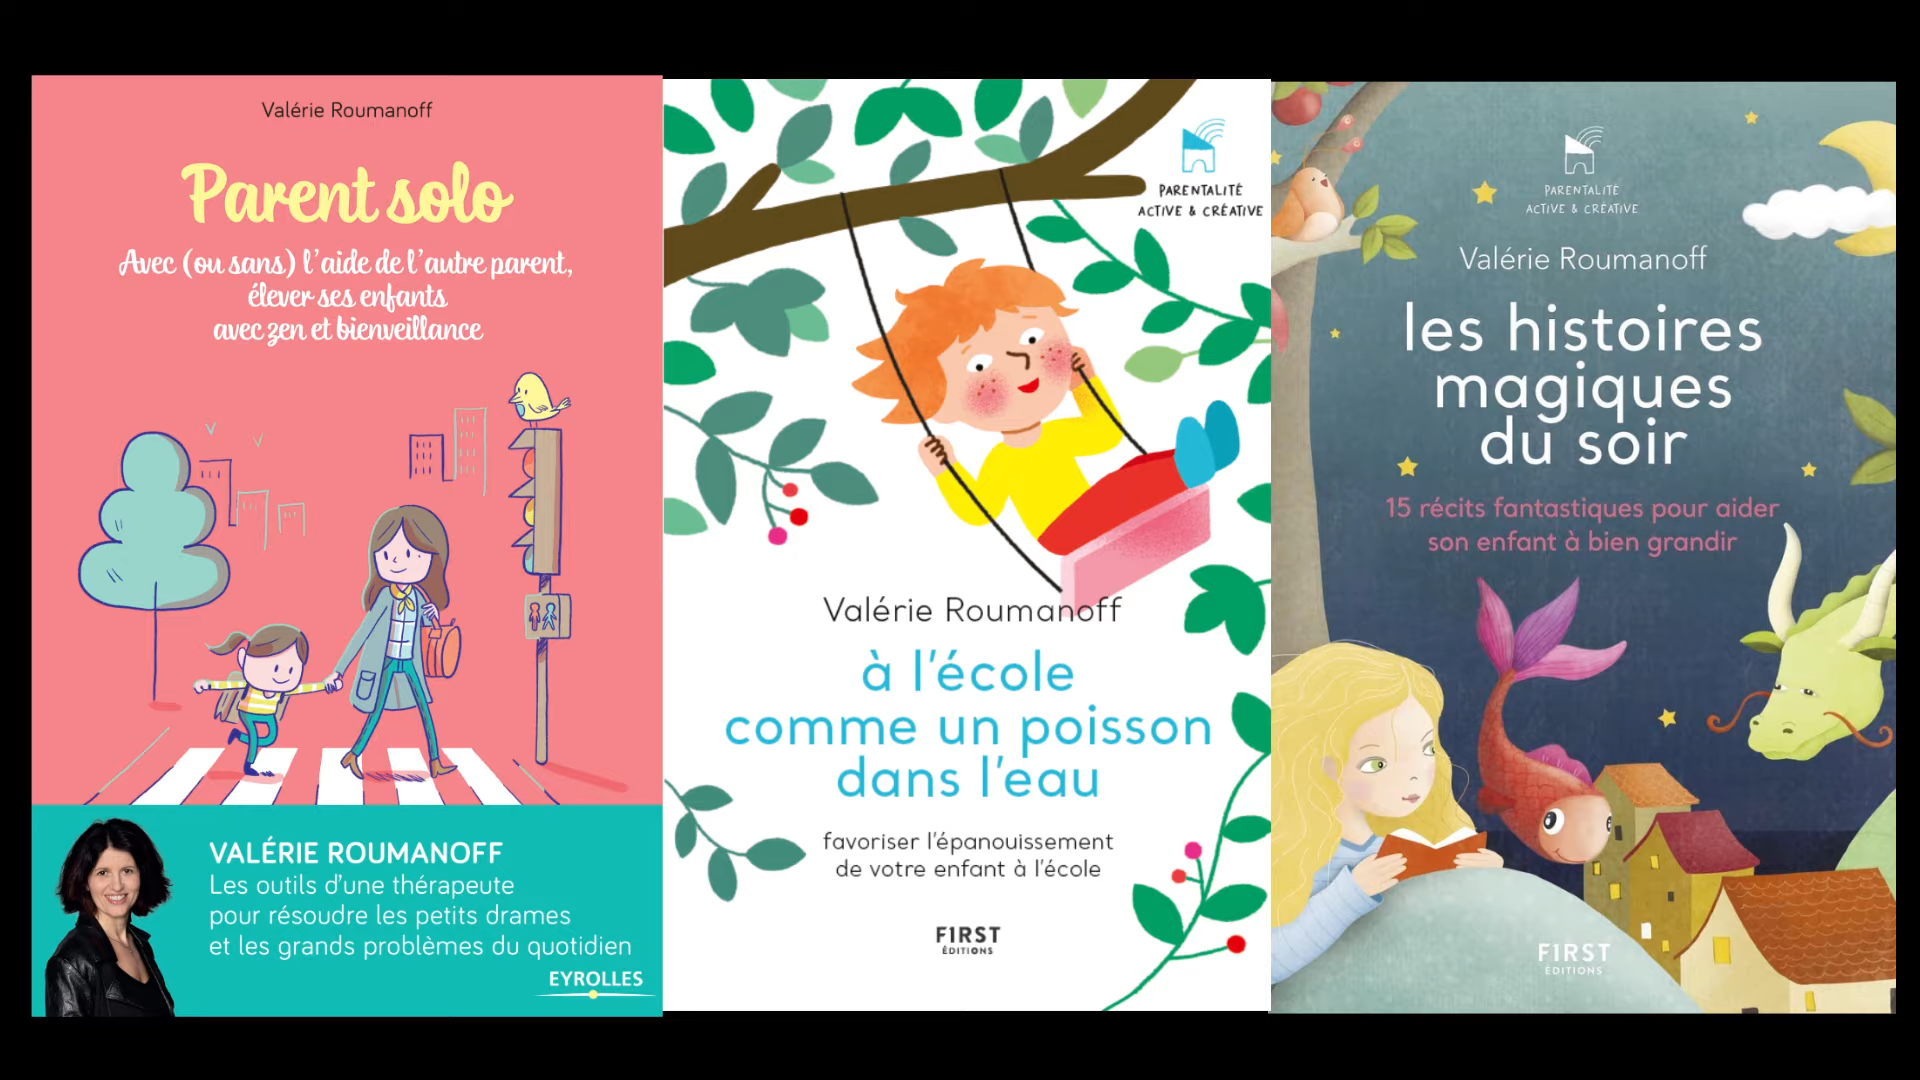 Valérie Roumanoff
Parent solo
Avec (ou sans) l'aide de l'autre parent,
élever ses enfants
avec zen et bienveillance
VALÉRIE ROUMANOFF
Les outils d'une thérapeute
pour résoudre les petits drames
et les grands problèmes du quotidien
EYROLLES
PARENTALITÉ
ACTIVE & CRÉATIVE
Valérie Roumanoff
à l'école
comme un poisson
dans l'eau
favoriser l'épanouissement
de votre enfant à l'école
FIRST
ÉDITIONS
PARENTALITÉ
ACTIVE & CRÉATIVE
Valérie Roumanoff
les histoires
magiques
du soir
15 récits fantastiques pour aider
son enfant à bien grandir
FIRST
ÉDITIONS